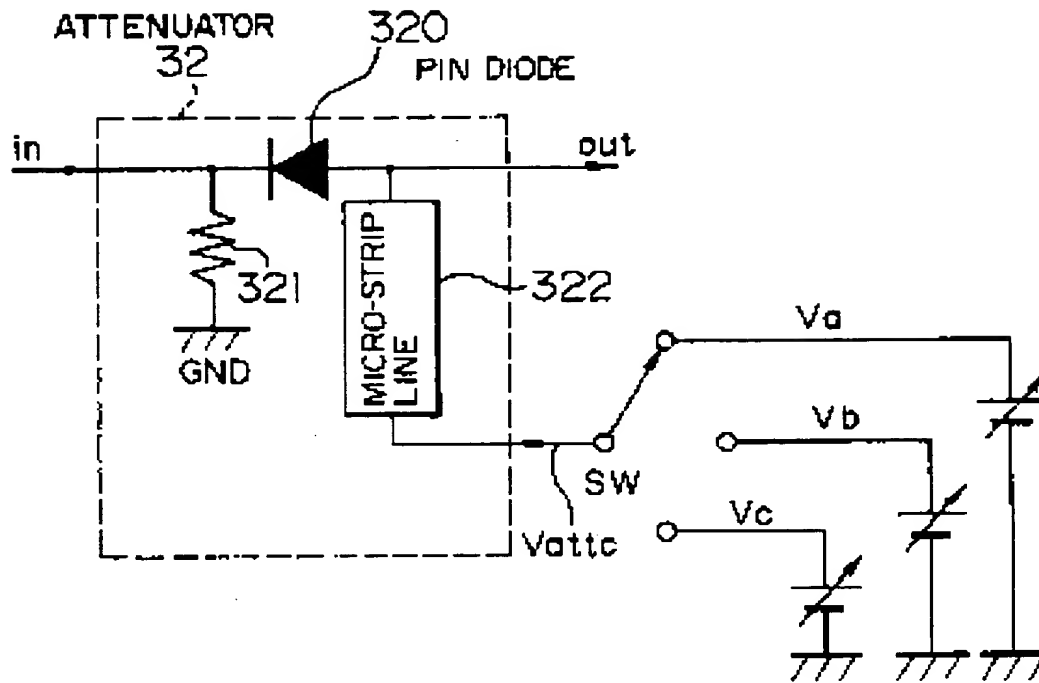 ATTENUATOR
32
320
PIN DIODE
in
out
321
GND
MICRO-STRIP
LINE
322
Va
Vb
SW
Vc
Vattc